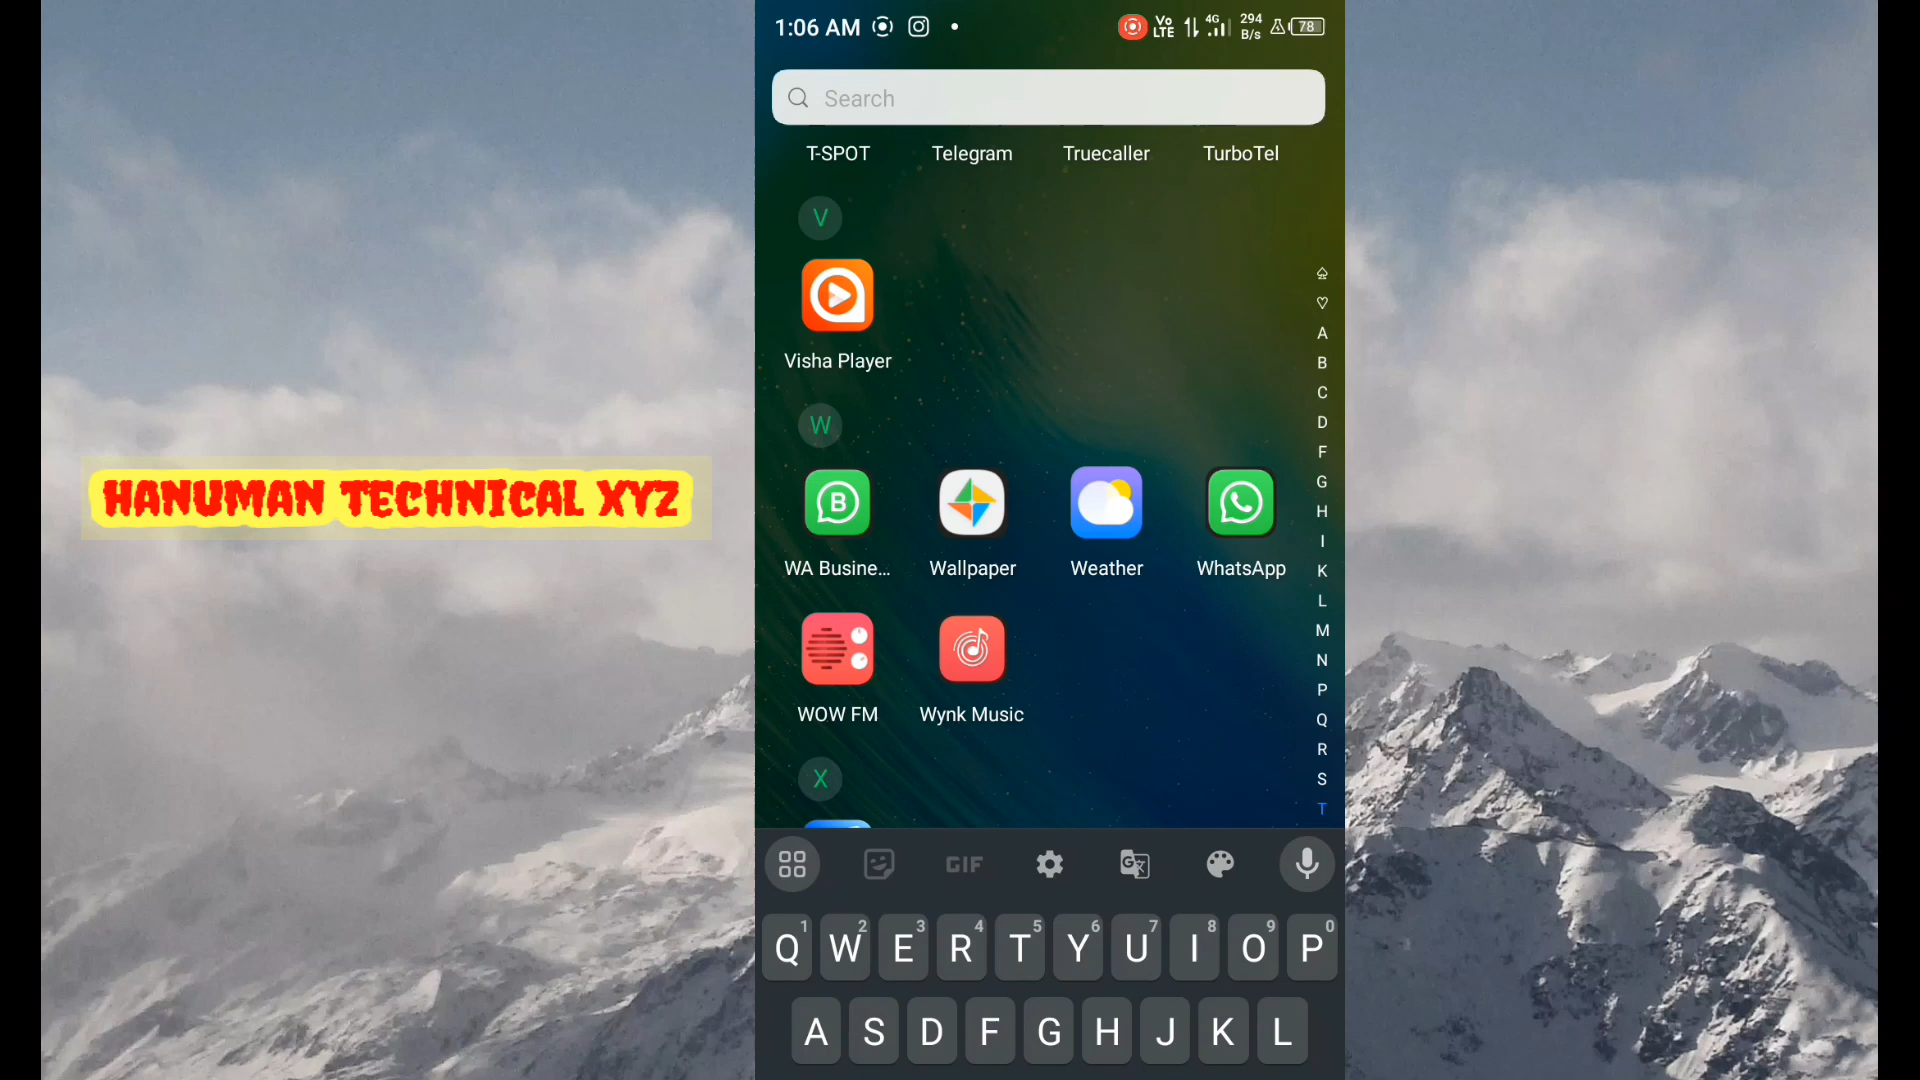 1:06 AM
Vo LTE 4G 294 B/s 78
Search
T-SPOT Telegram Truecaller TurboTel
V
Visha Player
W
B
WA Busine... Wallpaper Weather WhatsApp
WOW FM Wynk Music
X
A
B
C
D
F
G
H
I
K
L
M
N
P
Q
R
S
T
HANUMAN TECHNICAL XYZ
GIF G
Q1 W2 E3 R4 T5 Y6 U7 I8 O9 P0
A S D F G H J K L